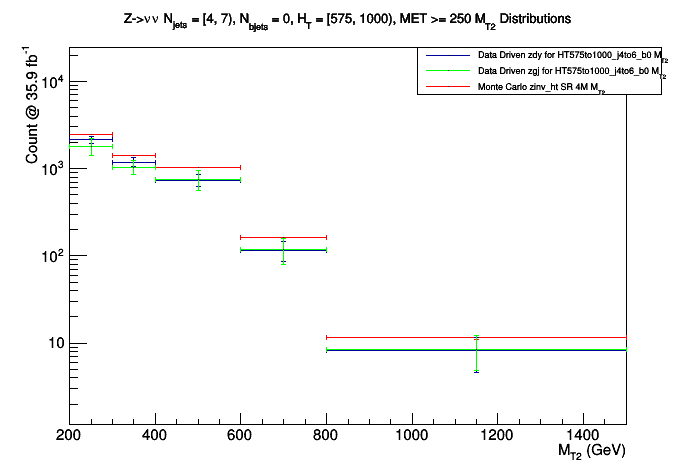 Z->νν N_jets = [4, 7), N_bjets = 0, H_T = [575, 1000), MET >= 250 M_T2 Distributions
Count @ 35.9 fb^-1
Data Driven zdy for HT575to1000_j4to6_b0 M_T2
Data Driven zgj for HT575to1000_j4to6_b0 M_T2
Monte Carlo zinv_ht SR 4M M_T2
10^4
10^3
10^2
10
200 400 600 800 1000 1200 1400
M_T2 (GeV)